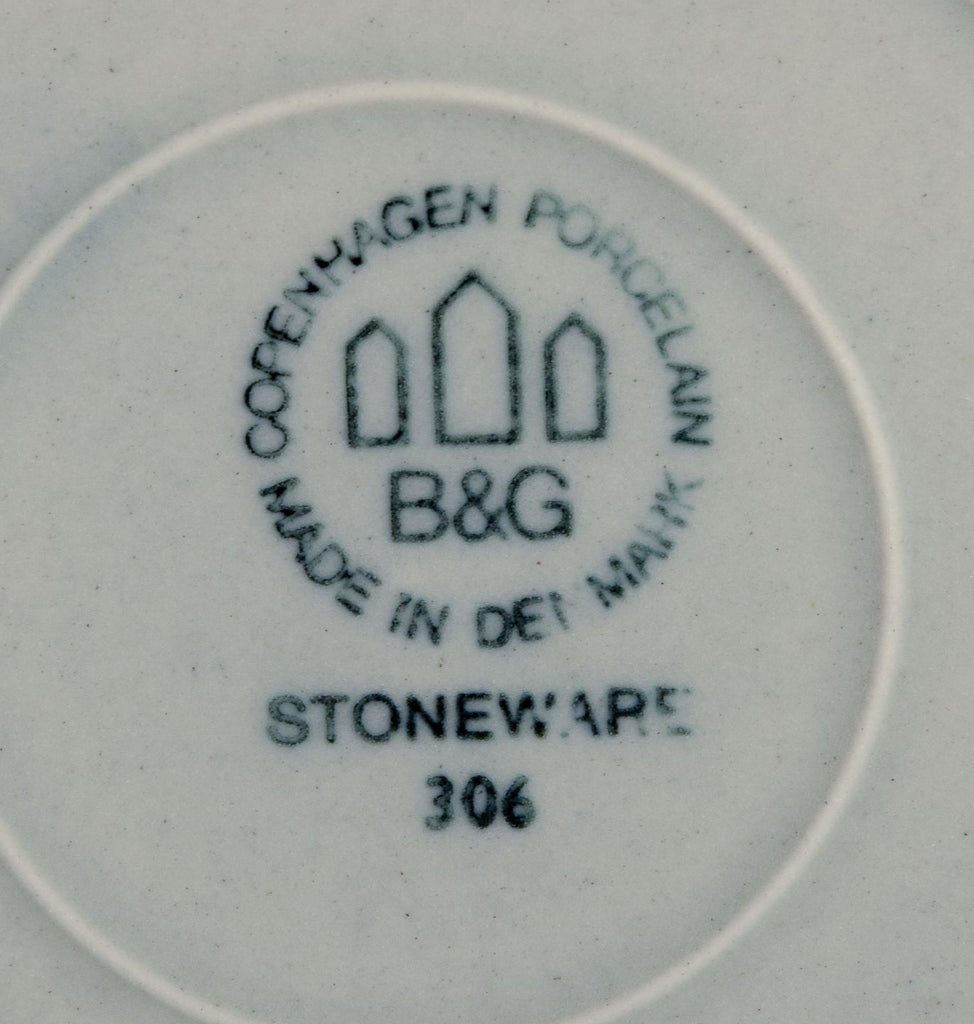 COPENHAGEN PORCELAIN
B&G
MADE IN DENMARK
STONEWARE
306